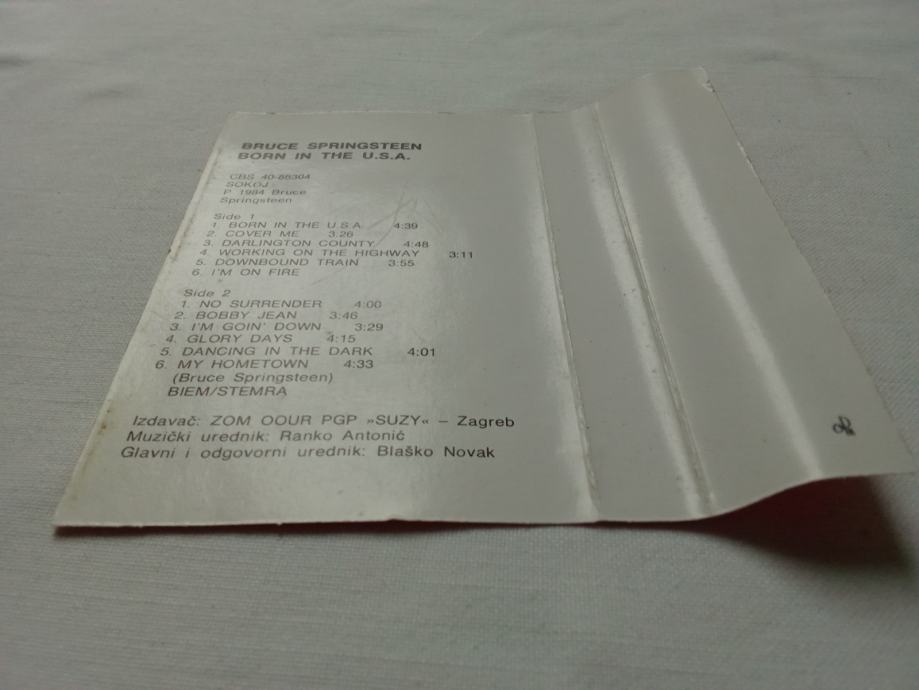 BRUCE SPRINGSTEEN
BORN IN THE U.S.A.
CBS 40-86304
SOKOJ
P 1984 Bruce
Springsteen
Side 1
1. BORN IN THE U.S.A. 4:39
2. COVER ME 3.26
3. DARLINGTON COUNTY 4:48
4. WORKING ON THE HIGHWAY 3:11
5. DOWNBOUND TRAIN 3:55
6. I'M ON FIRE
Side 2
1. NO SURRENDER 4:00
2. BOBBY JEAN 3:46
3. I'M GOIN' DOWN 3:29
4. GLORY DAYS 4:15
5. DANCING IN THE DARK 4:01
6. MY HOMETOWN 4:33
(Bruce Springsteen)
BIEM/STEMRA
Izdavač: ZOM OOUR PGP »SUZY« – Zagreb
Muzički urednik: Ranko Antonić
Glavni i odgovorni urednik: Blaško Novak